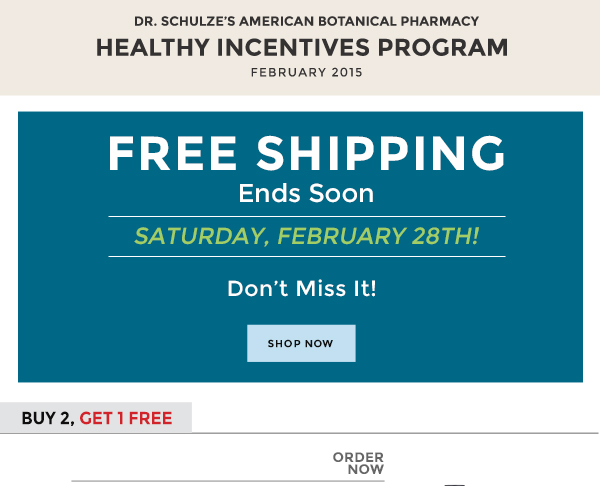 DR. SCHULZE'S AMERICAN BOTANICAL PHARMACY
HEALTHY INCENTIVES PROGRAM
FEBRUARY 2015
FREE SHIPPING
Ends Soon
SATURDAY, FEBRUARY 28TH!
Don't Miss It!
SHOP NOW
BUY 2, GET 1 FREE
ORDER
NOW